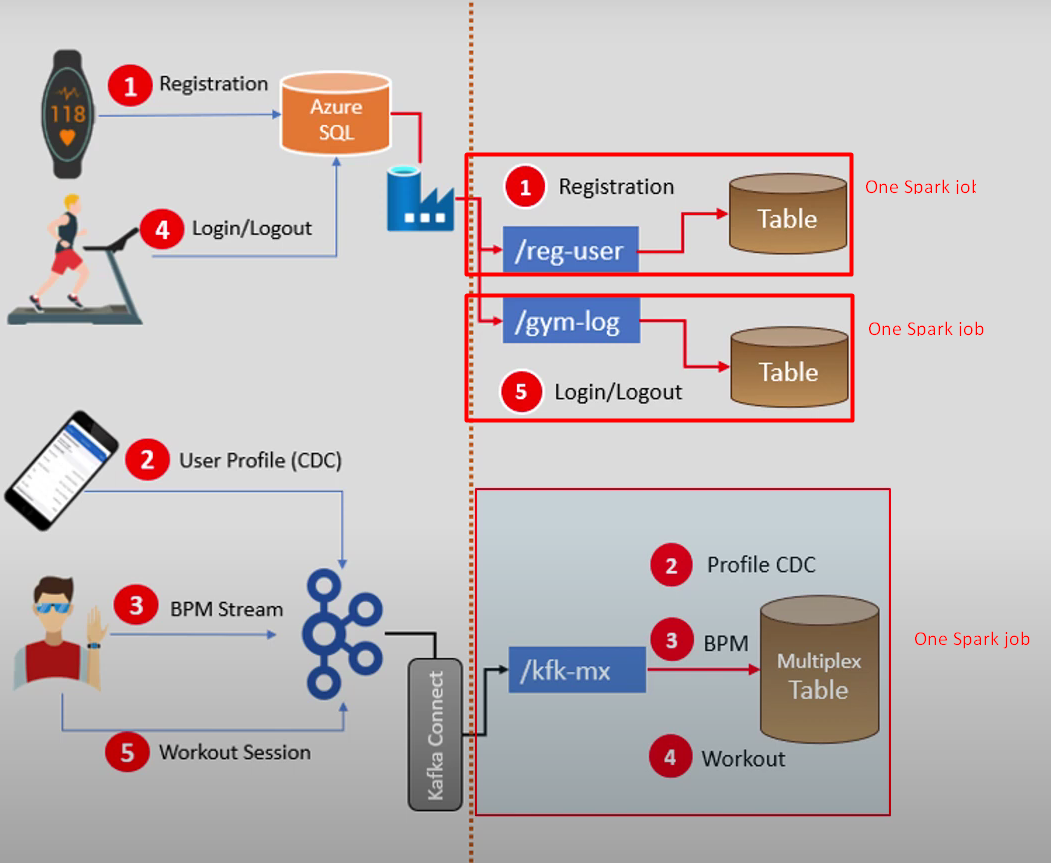 1 Registration
118
Azure
SQL
4 Login/Logout
1 Registration
/reg-user
Table
One Spark job
/gym-log
Table
5 Login/Logout
One Spark job
2 User Profile (CDC)
3 BPM Stream
5 Workout Session
Kafka Connect
/kfk-mx
2 Profile CDC
3 BPM
4 Workout
Multiplex
Table
One Spark job